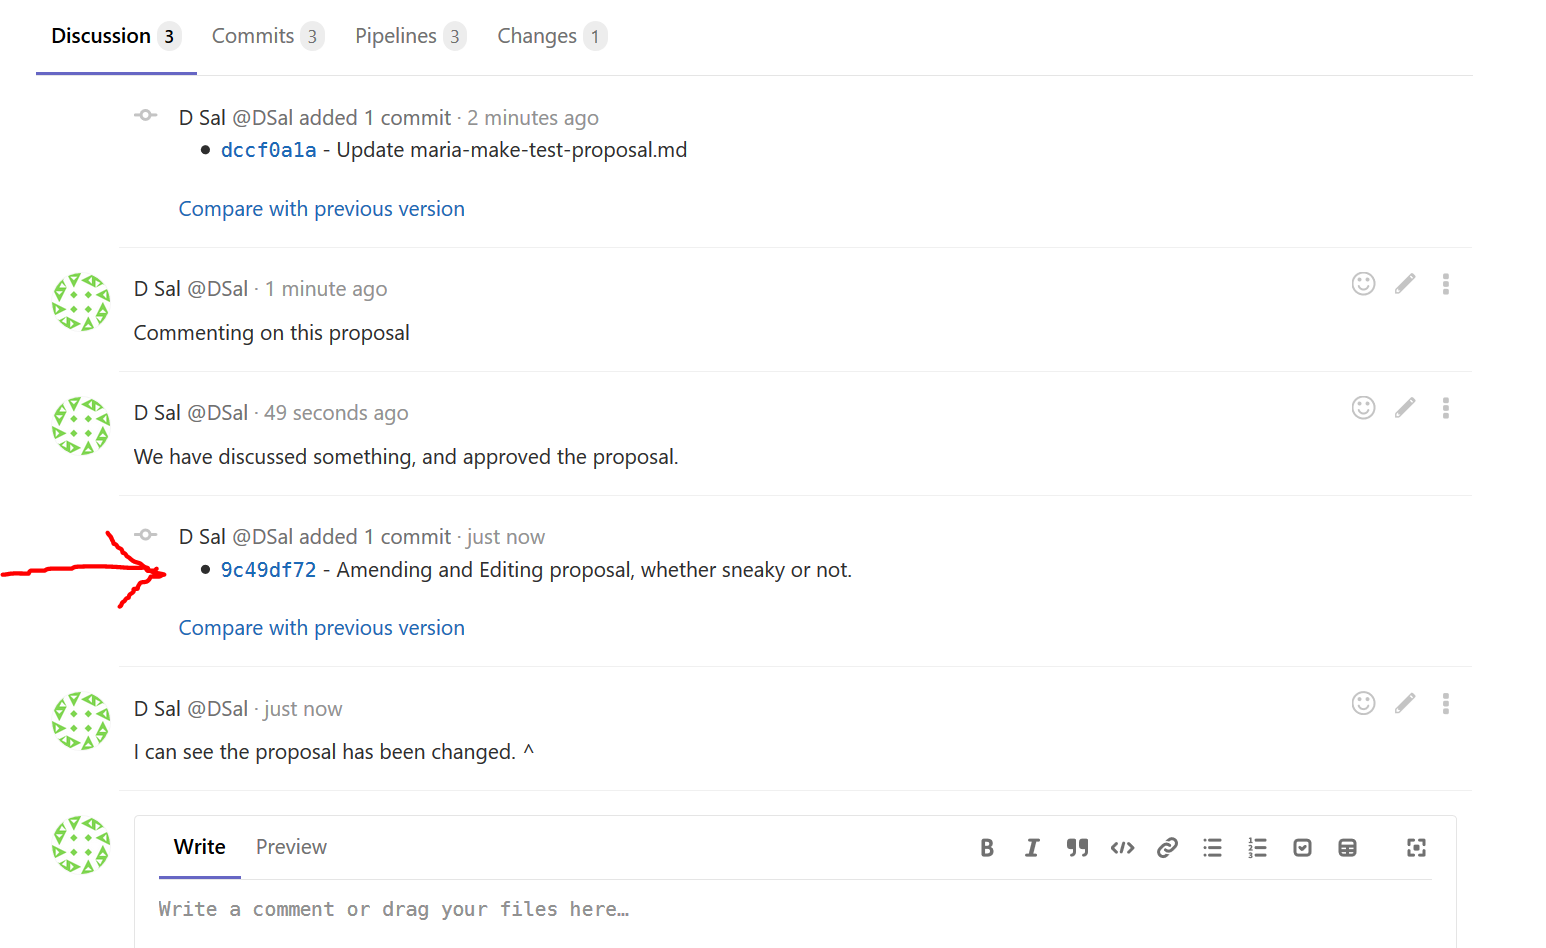 Discussion 3 Commits 3 Pipelines 3 Changes 1
D Sal @DSal added 1 commit · 2 minutes ago
dccf0a1a - Update maria-make-test-proposal.md
Compare with previous version
D Sal @DSal · 1 minute ago
Commenting on this proposal
D Sal @DSal · 49 seconds ago
We have discussed something, and approved the proposal.
D Sal @DSal added 1 commit · just now
9c49df72 - Amending and Editing proposal, whether sneaky or not.
Compare with previous version
D Sal @DSal · just now
I can see the proposal has been changed. ^
Write Preview
Write a comment or drag your files here…